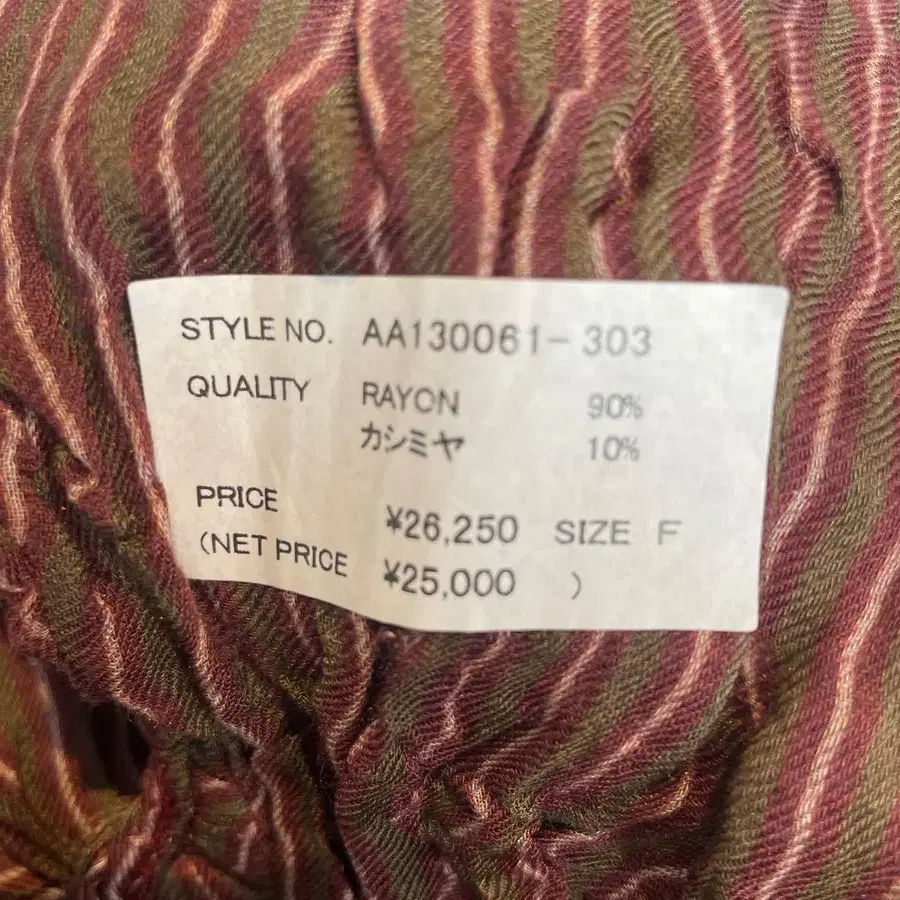 STYLE NO. AA130061-303
QUALITY RAYON 90%
カシミヤ 10%
PRICE ¥26,250 SIZE F
(NET PRICE ¥25,000 )